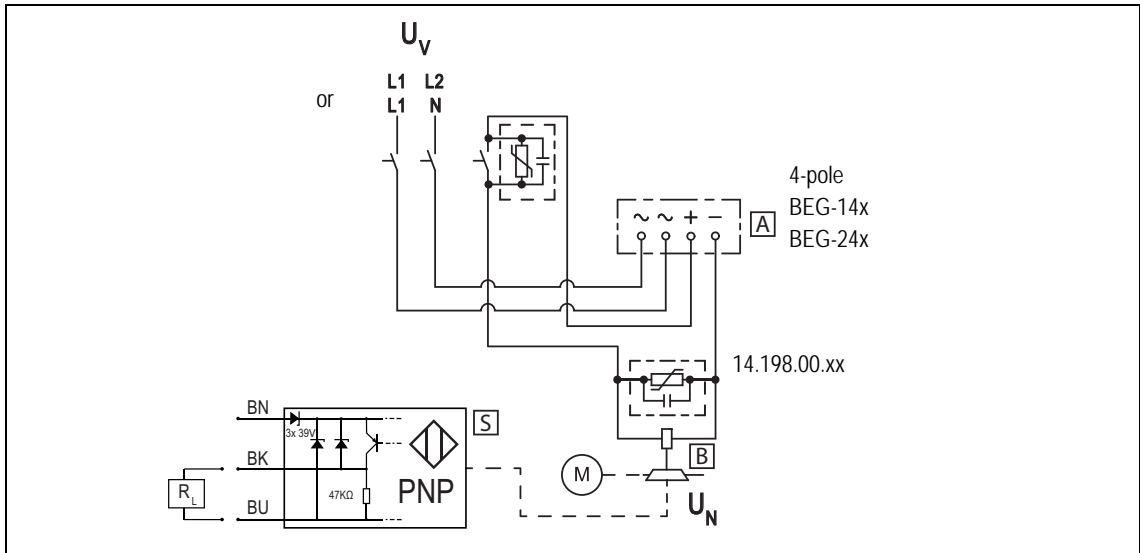 U_V
L1 L2
or
L1 N
4-pole
BEG-14x
BEG-24x
~ ~ + −
A
14.198.00.xx
BN
3x 39V
S
BK
R_L
47KΩ
PNP
BU
M
B
U_N